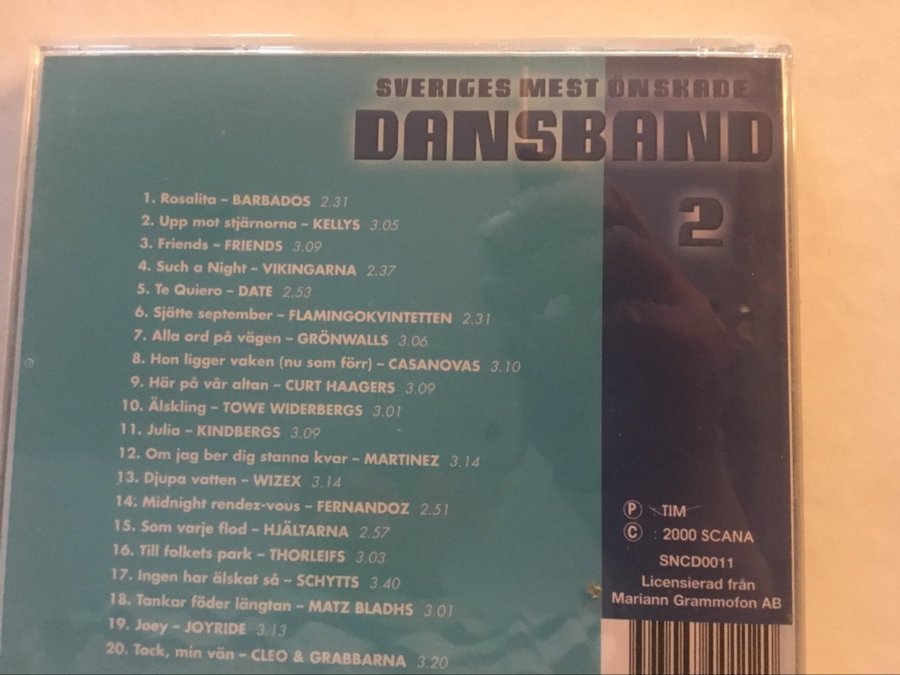 SVERIGES MEST ÖNSKADE
DANSBAND
2
1. Rosalita – BARBADOS 2.31
2. Upp mot stjärnorna – KELLYS 3.05
3. Friends – FRIENDS 3.09
4. Such a Night – VIKINGARNA 2.37
5. Te Quiero – DATE 2.53
6. Sjätte september – FLAMINGOKVINTETTEN 2.31
7. Alla ord på vägen – GRÖNWALLS 3.06
8. Hon ligger vaken (nu som förr) – CASANOVAS 3.10
9. Här på vår altan – CURT HAAGERS 3.09
10. Älskling – TOWE WIDERBERGS 3.01
11. Julia – KINDBERGS 3.09
12. Om jag ber dig stanna kvar – MARTINEZ 3.14
13. Djupa vatten – WIZEX 3.14
14. Midnight rendez-vous – FERNANDOZ 2.51
15. Som varje flod – HJÄLTARNA 2.57
16. Till folkets park – THORLEIFS 3.03
17. Ingen har älskat så – SCHYTTS 3.40
18. Tankar föder längtan – MATZ BLADHS 3.01
19. Joey – JOYRIDE 3.13
20. Tack, min vän – CLEO & GRABBARNA 3.20
Ⓟ TIM
© : 2000 SCANA
SNCD0011
Licensierad från
Mariann Grammofon AB